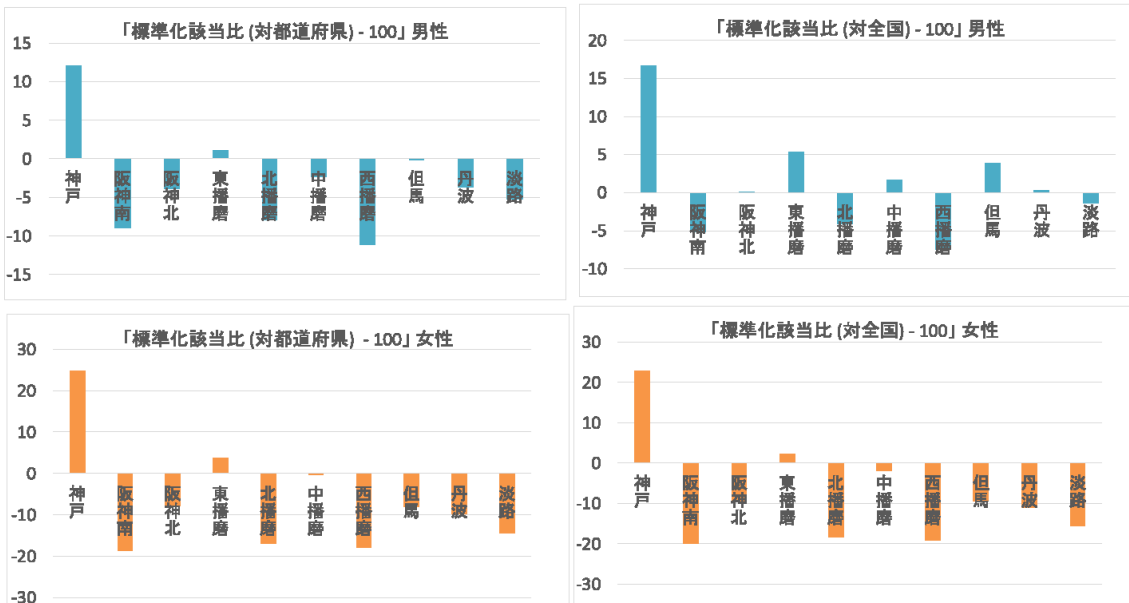 「標準化該当比 (対都道府県) - 100」 男性
15
10
5
0
-5
-10
-15
神戸
阪神南
阪神北
東播磨
北播磨
中播磨
西播磨
但馬
丹波
淡路
「標準化該当比 (対全国) - 100」 男性
20
15
10
5
0
-5
-10
神戸
阪神南
阪神北
東播磨
北播磨
中播磨
西播磨
但馬
丹波
淡路
「標準化該当比 (対都道府県) - 100」 女性
30
20
10
0
-10
-20
-30
神戸
阪神南
阪神北
東播磨
北播磨
中播磨
西播磨
但馬
丹波
淡路
「標準化該当比 (対全国) - 100」 女性
30
20
10
0
-10
-20
-30
神戸
阪神南
阪神北
東播磨
北播磨
中播磨
西播磨
但馬
丹波
淡路